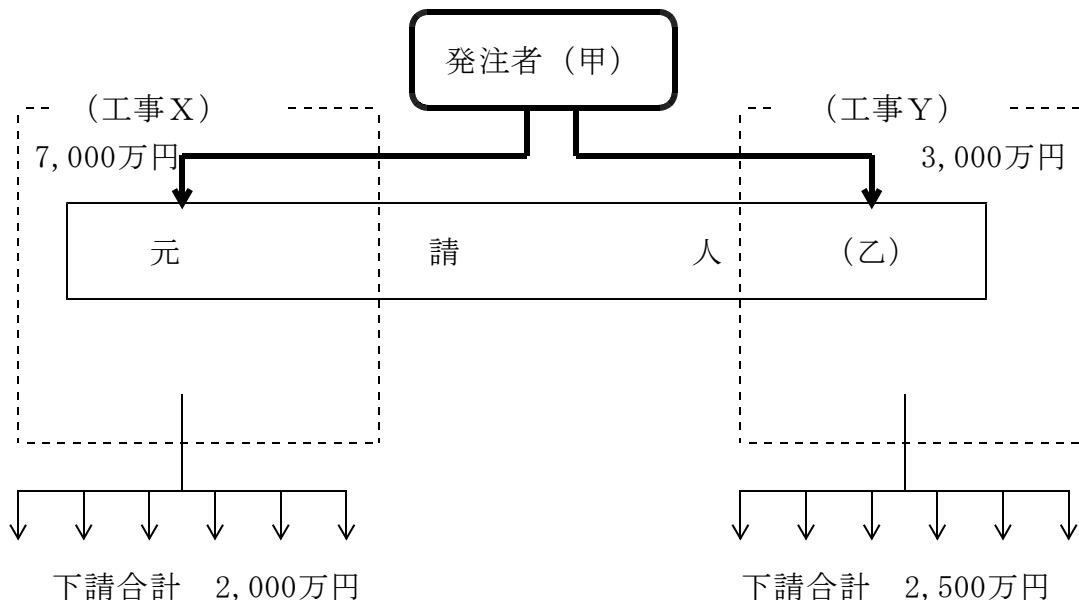 発注者（甲）
（工事Ｘ）
（工事Ｙ）
7,000万円
3,000万円
元　請　人　（乙）
下請合計　2,000万円
下請合計　2,500万円